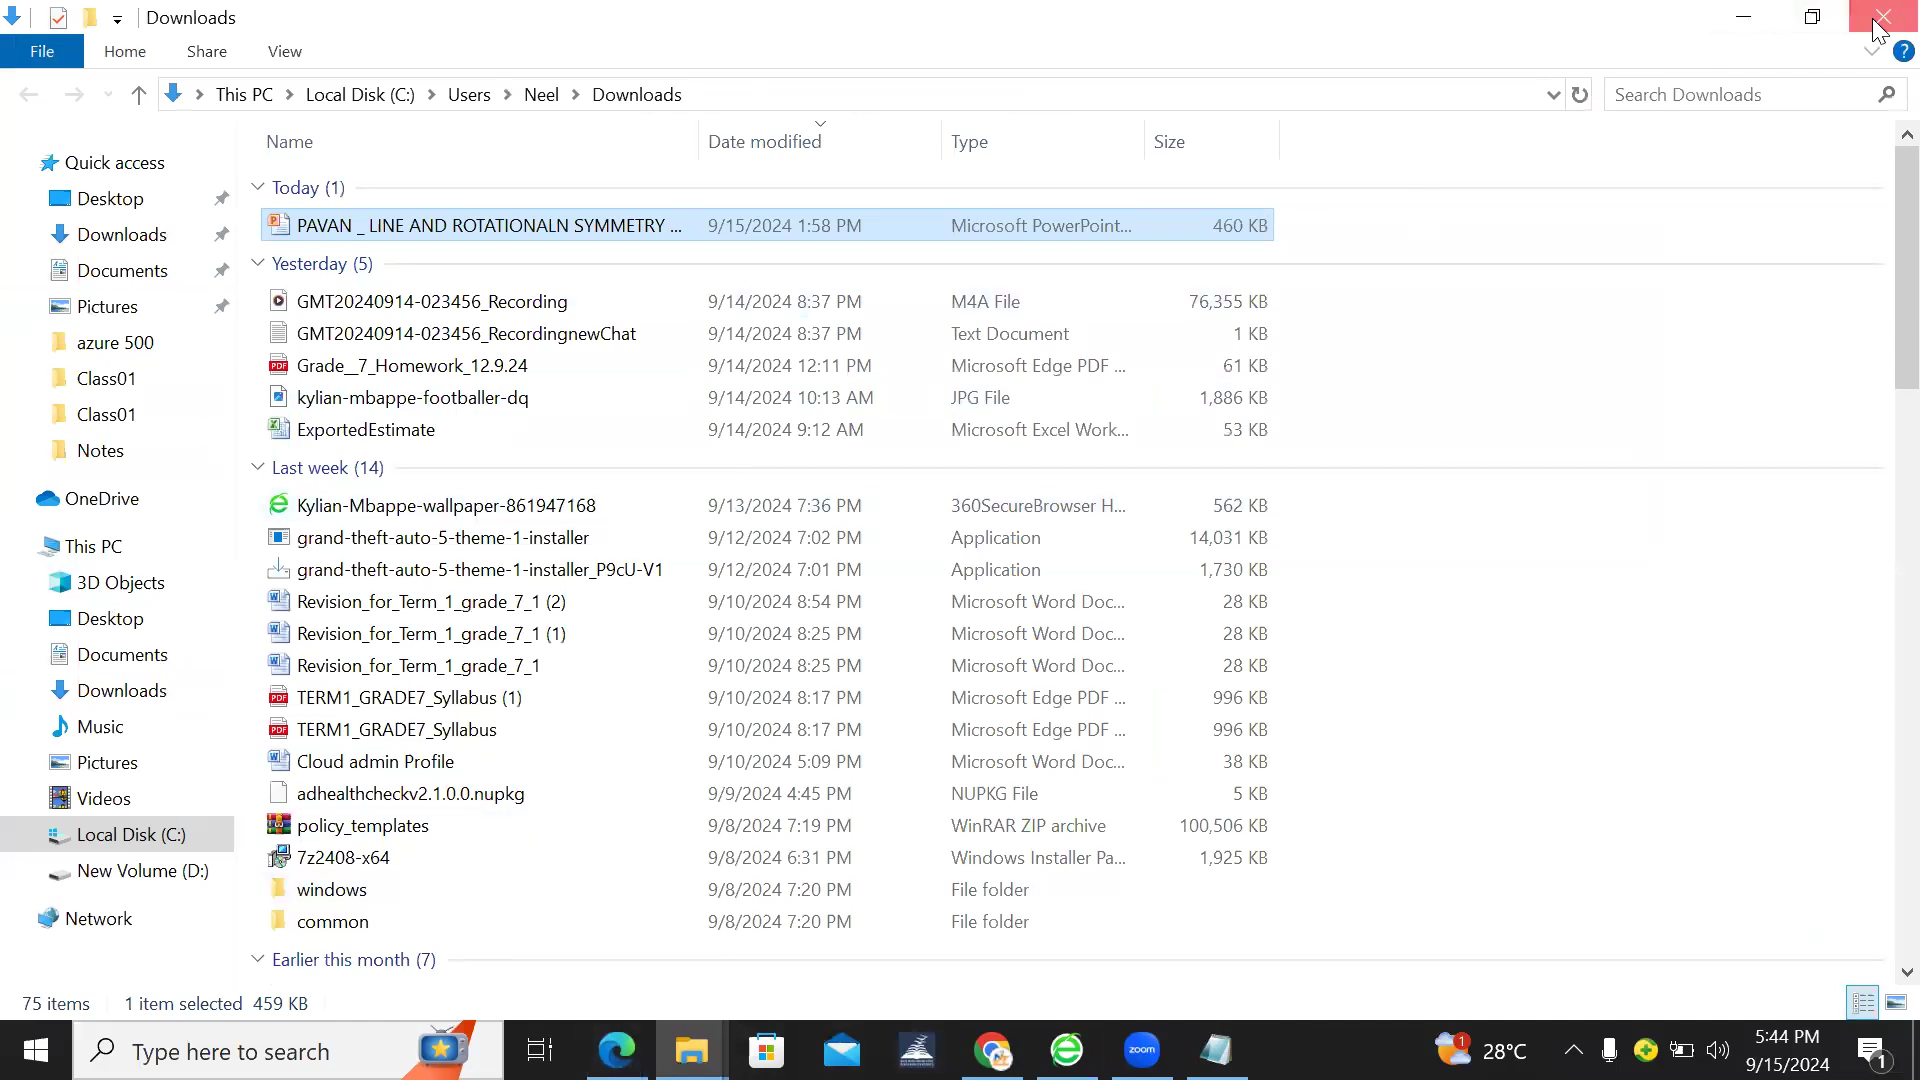 Downloads
File Home Share View
This PC Local Disk (C:) Users Neel Downloads Search Downloads
Name Date modified Type Size
Quick access
Desktop
Downloads
Documents
Pictures
azure 500
Class01
Class01
Notes
OneDrive
This PC
3D Objects
Desktop
Documents
Downloads
Music
Pictures
Videos
Local Disk (C:)
New Volume (D:)
Network
Today (1)
PAVAN _ LINE AND ROTATIONALN SYMMETRY ... 9/15/2024 1:58 PM Microsoft PowerPoint... 460 KB
Yesterday (5)
GMT20240914-023456_Recording 9/14/2024 8:37 PM M4A File 76,355 KB
GMT20240914-023456_RecordingnewChat 9/14/2024 8:37 PM Text Document 1 KB
Grade__7_Homework_12.9.24 9/14/2024 12:11 PM Microsoft Edge PDF ... 61 KB
kylian-mbappe-footballer-dq 9/14/2024 10:13 AM JPG File 1,886 KB
ExportedEstimate 9/14/2024 9:12 AM Microsoft Excel Work... 53 KB
Last week (14)
Kylian-Mbappe-wallpaper-861947168 9/13/2024 7:36 PM 360SecureBrowser H... 562 KB
grand-theft-auto-5-theme-1-installer 9/12/2024 7:02 PM Application 14,031 KB
grand-theft-auto-5-theme-1-installer_P9cU-V1 9/12/2024 7:01 PM Application 1,730 KB
Revision_for_Term_1_grade_7_1 (2) 9/10/2024 8:54 PM Microsoft Word Doc... 28 KB
Revision_for_Term_1_grade_7_1 (1) 9/10/2024 8:25 PM Microsoft Word Doc... 28 KB
Revision_for_Term_1_grade_7_1 9/10/2024 8:25 PM Microsoft Word Doc... 28 KB
TERM1_GRADE7_Syllabus (1) 9/10/2024 8:17 PM Microsoft Edge PDF ... 996 KB
TERM1_GRADE7_Syllabus 9/10/2024 8:17 PM Microsoft Edge PDF ... 996 KB
Cloud admin Profile 9/10/2024 5:09 PM Microsoft Word Doc... 38 KB
adhealthcheckv2.1.0.0.nupkg 9/9/2024 4:45 PM NUPKG File 5 KB
policy_templates 9/8/2024 7:19 PM WinRAR ZIP archive 100,506 KB
7z2408-x64 9/8/2024 6:31 PM Windows Installer Pa... 1,925 KB
windows 9/8/2024 7:20 PM File folder
common 9/8/2024 7:20 PM File folder
Earlier this month (7)
75 items 1 item selected 459 KB
Type here to search zoom 1 28°C 5:44 PM 1
9/15/2024